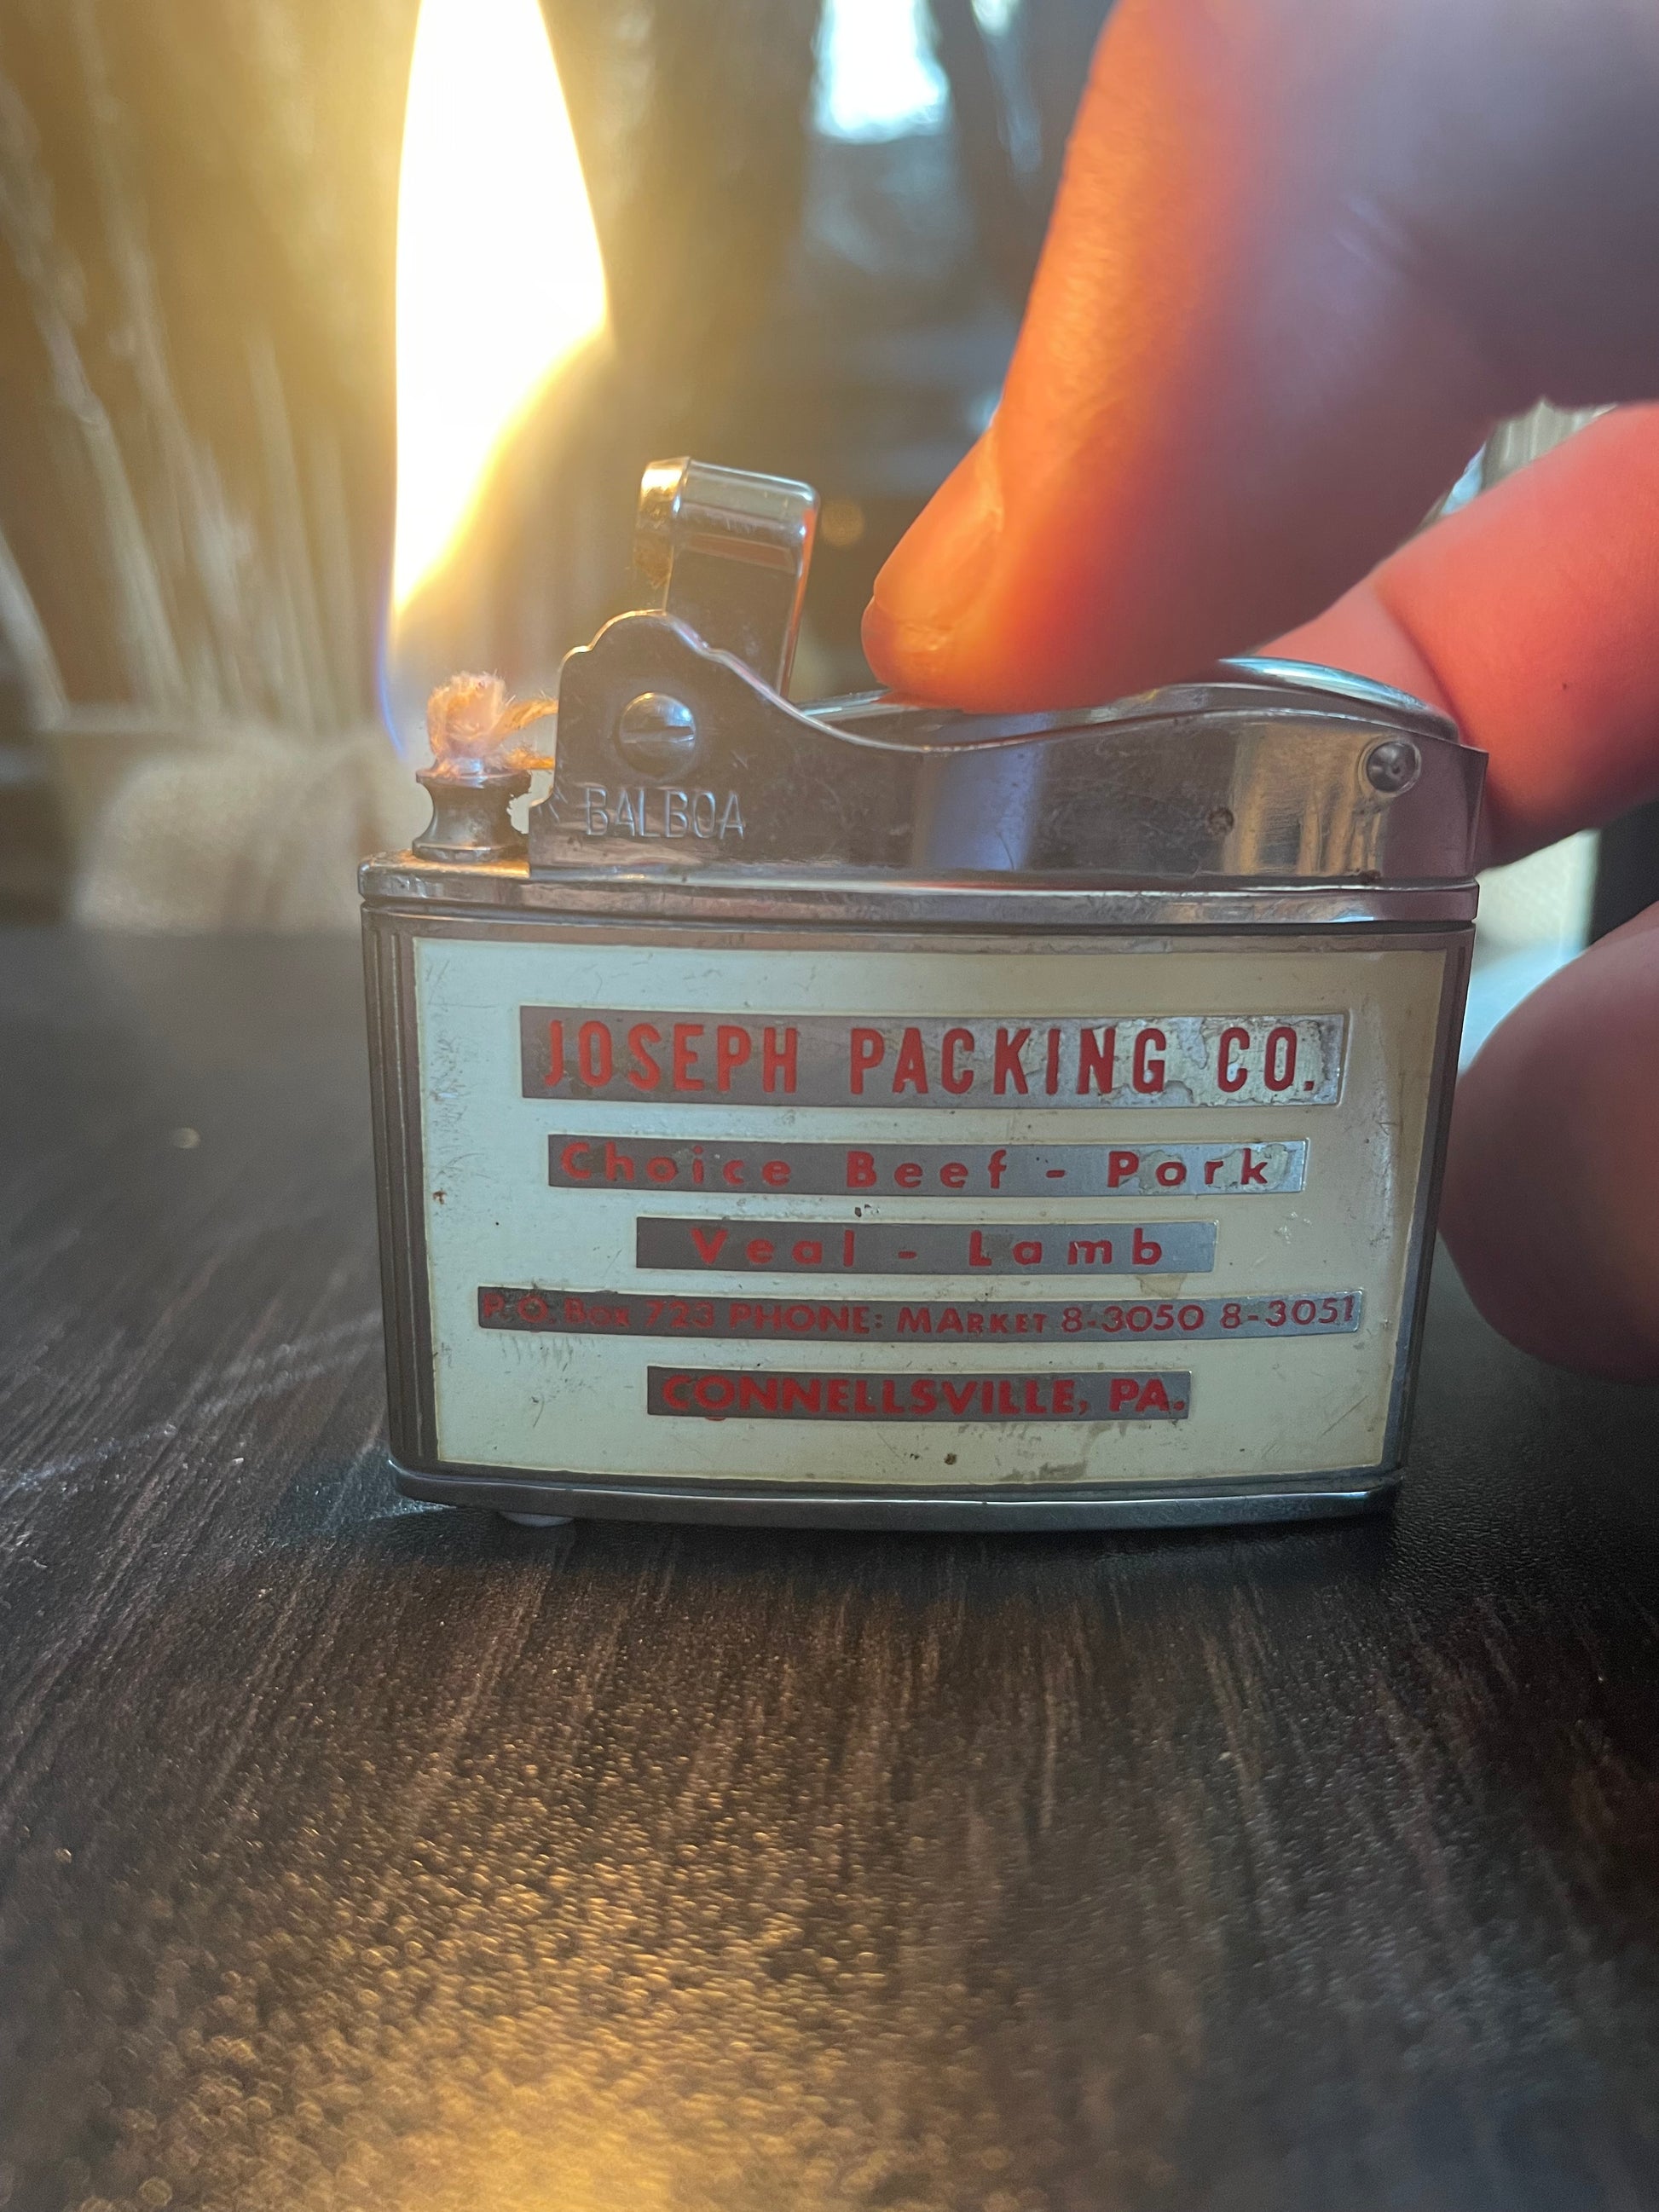 BALBOA
JOSEPH PACKING CO.
Choice Beef - Pork
Veal - Lamb
P.O. Box 723 PHONE: MARKET 8-3050 8-3051
CONNELLSVILLE, PA.